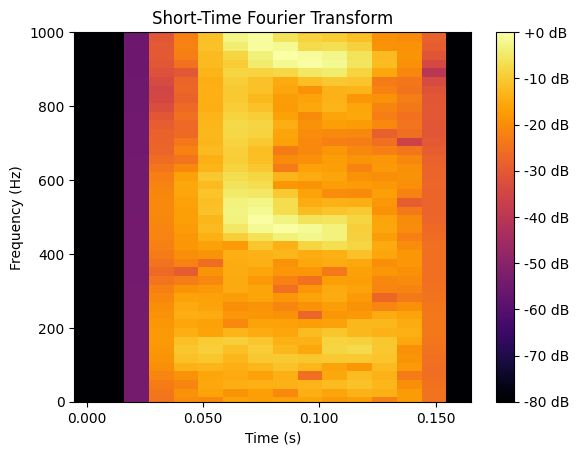 Short-Time Fourier Transform
1000
800
600
400
200
0
Frequency (Hz)
0.000
0.050
0.100
0.150
Time (s)
+0 dB
-10 dB
-20 dB
-30 dB
-40 dB
-50 dB
-60 dB
-70 dB
-80 dB